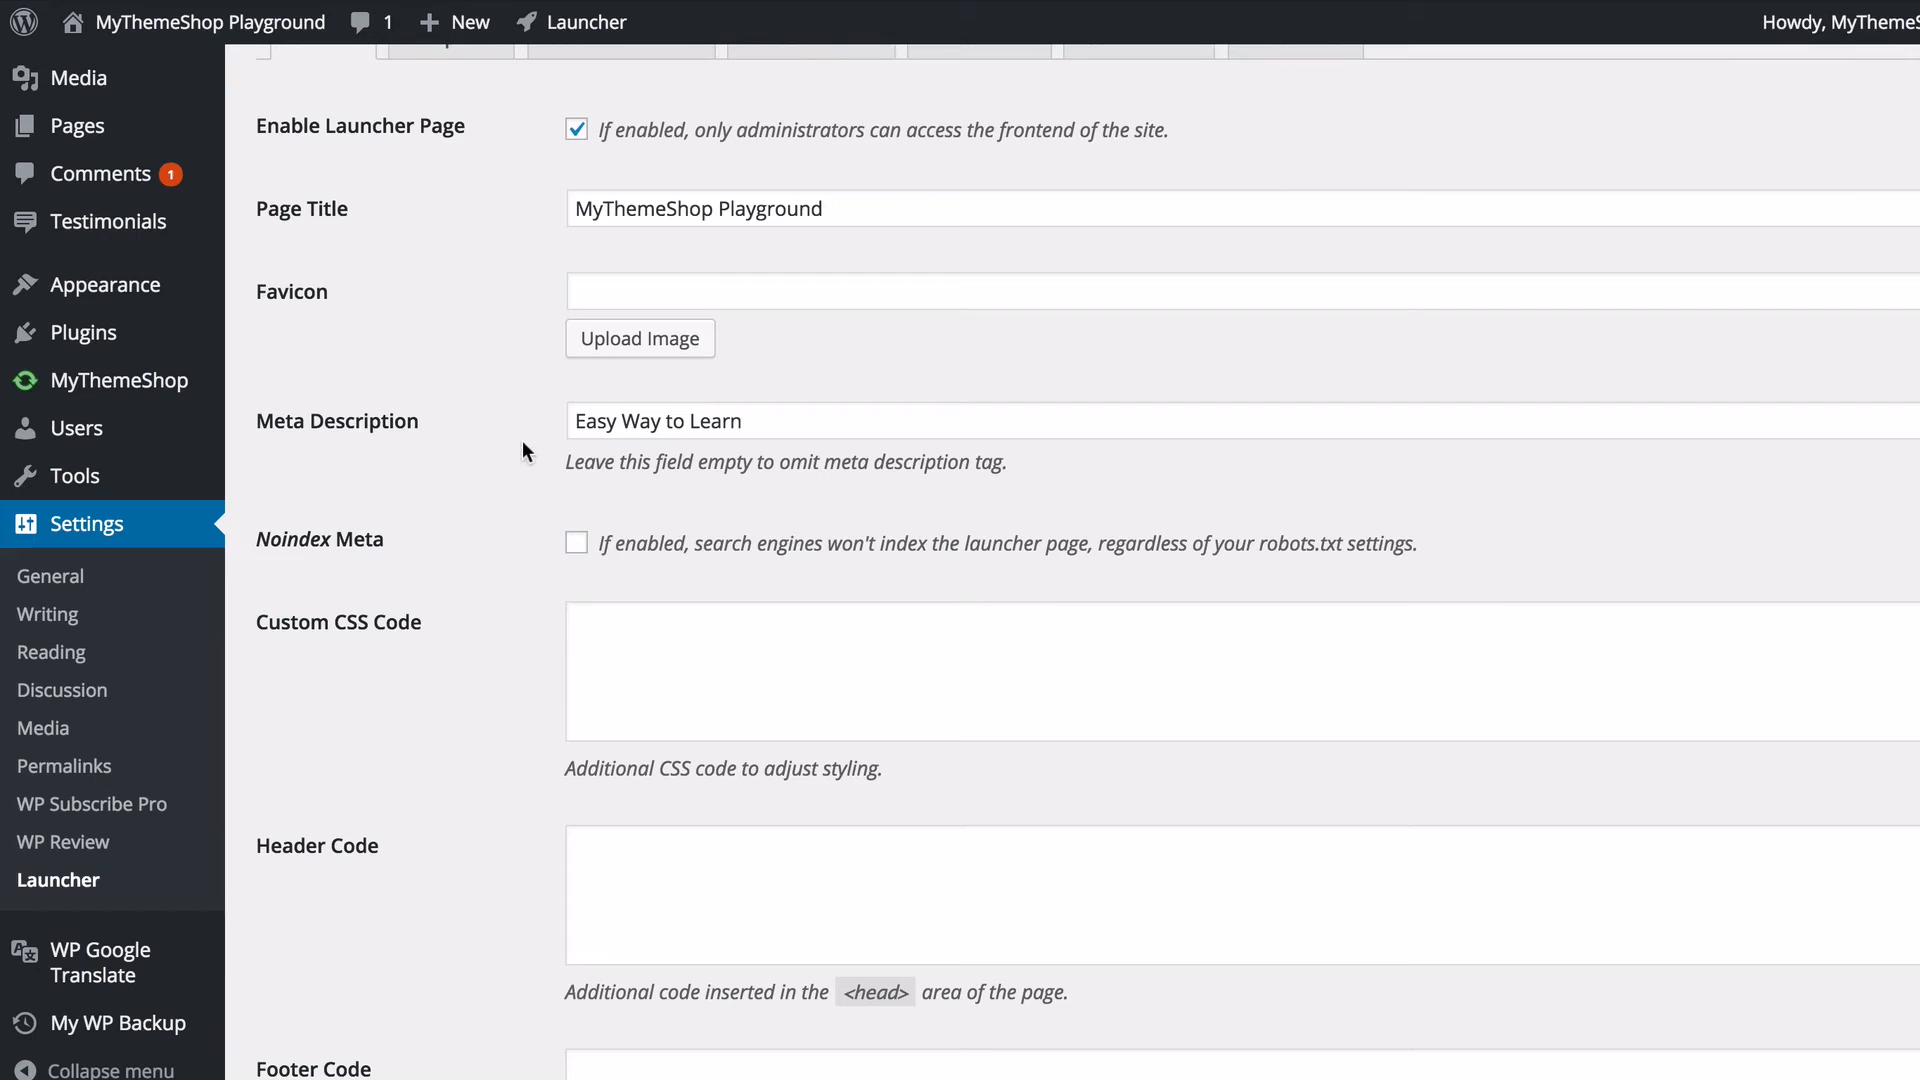 MyThemeShop Playground 1 New Launcher Howdy, MyThemeS
Media
Pages
Comments 1
Testimonials
Appearance
Plugins
MyThemeShop
Users
Tools
Settings
General
Writing
Reading
Discussion
Media
Permalinks
WP Subscribe Pro
WP Review
Launcher
WP Google
Translate
My WP Backup
Collapse menu
Enable Launcher Page
If enabled, only administrators can access the frontend of the site.
Page Title
MyThemeShop Playground
Favicon
Upload Image
Meta Description
Easy Way to Learn
Leave this field empty to omit meta description tag.
Noindex Meta
If enabled, search engines won't index the launcher page, regardless of your robots.txt settings.
Custom CSS Code
Additional CSS code to adjust styling.
Header Code
Additional code inserted in the <head> area of the page.
Footer Code